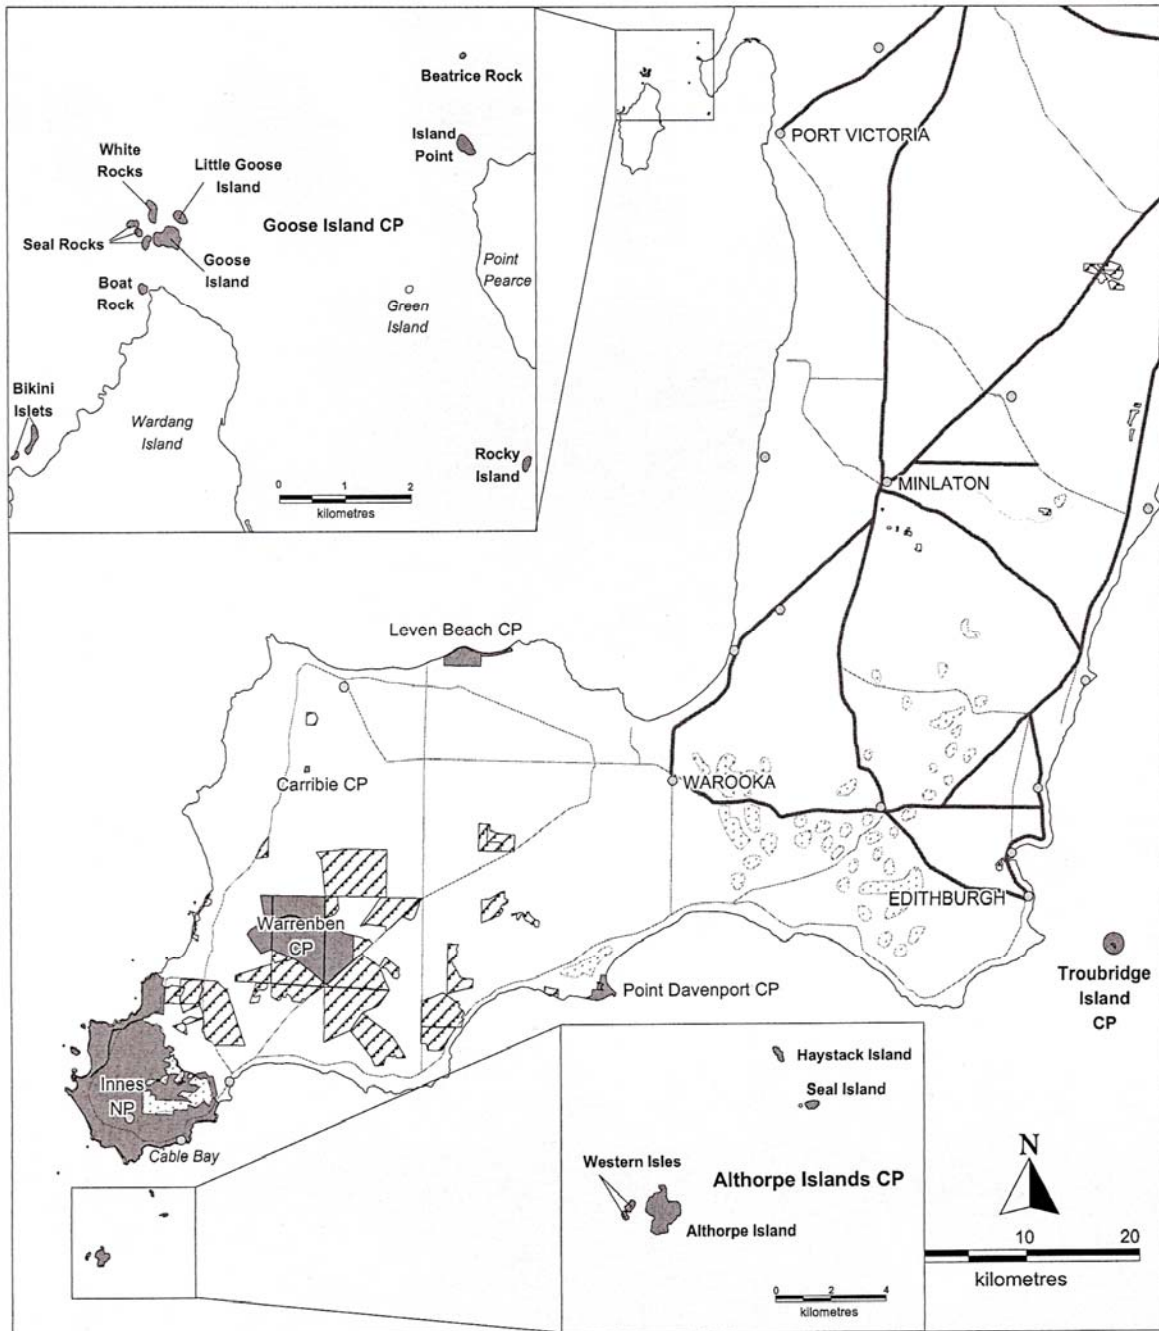 Beatrice Rock
Island
Point
White
Rocks
Little Goose
Island
Goose Island CP
Seal Rocks
Goose
Island
Point
Pearce
Boat
Rock
Green
Island
Bikini
Islets
Wardang
Island
Rocky
Island
0 1 2
kilometres
PORT VICTORIA
MINLATON
Leven Beach CP
Carribie CP
WAROOKA
Warrenben
CP
EDITHBURGH
Point Davenport CP
Troubridge
Island
CP
Innes
NP
Cable Bay
Haystack Island
Seal Island
Western Isles
Althorpe Islands CP
Althorpe Island
0 2 4
kilometres
N
10 20
kilometres